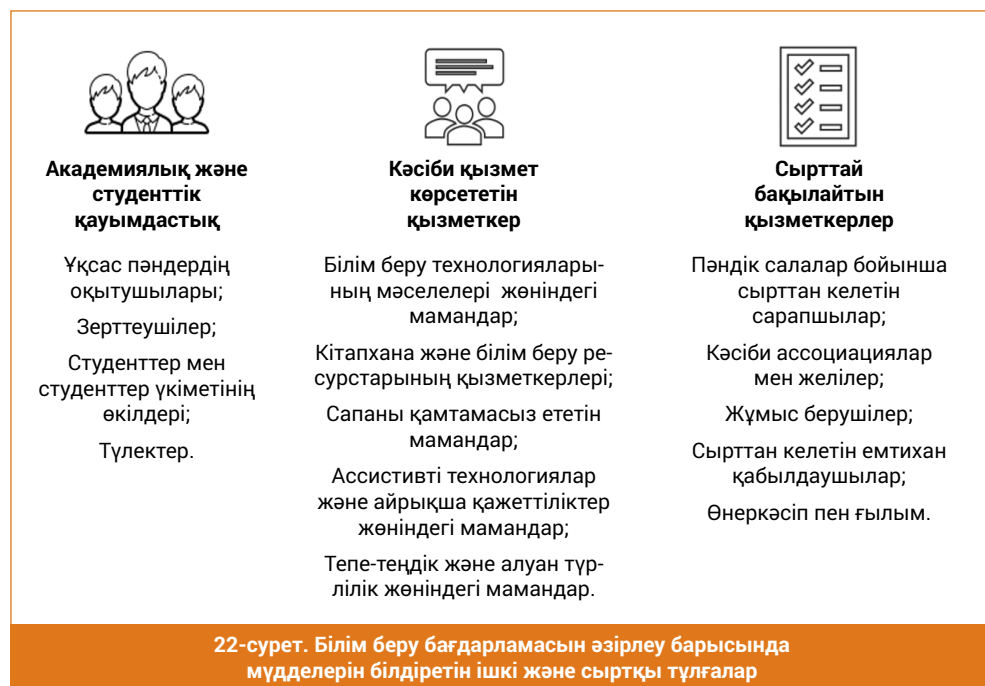 Академиялық және
студенттік
қауымдастық
Ұқсас пәндердің
оқытушылары;
Зерттеушілер;
Студенттер мен
студенттер үкіметінің
өкілдері;
Түлектер.
Кәсіби қызмет
көрсететін
қызметкер
Білім беру технологиялары-
ның мәселелері жөніндегі
мамандар;
Кітапхана және білім беру ре-
сурстарының қызметкерлері;
Сапаны қамтамасыз ететін
мамандар;
Ассистивті технологиялар
және айрықша қажеттіліктер
жөніндегі мамандар;
Тепе-теңдік және алуан түр-
лілік жөніндегі мамандар.
Сырттай
бақылайтын
қызметкерлер
Пәндік салалар бойынша
сырттан келетін
сарапшылар;
Кәсіби ассоциациялар
мен желілер;
Жұмыс берушілер;
Сырттан келетін емтихан
қабылдаушылар;
Өнеркәсіп пен ғылым.
22-сурет. Білім беру бағдарламасын әзірлеу барысында
мүдделерін білдіретін ішкі және сыртқы тұлғалар